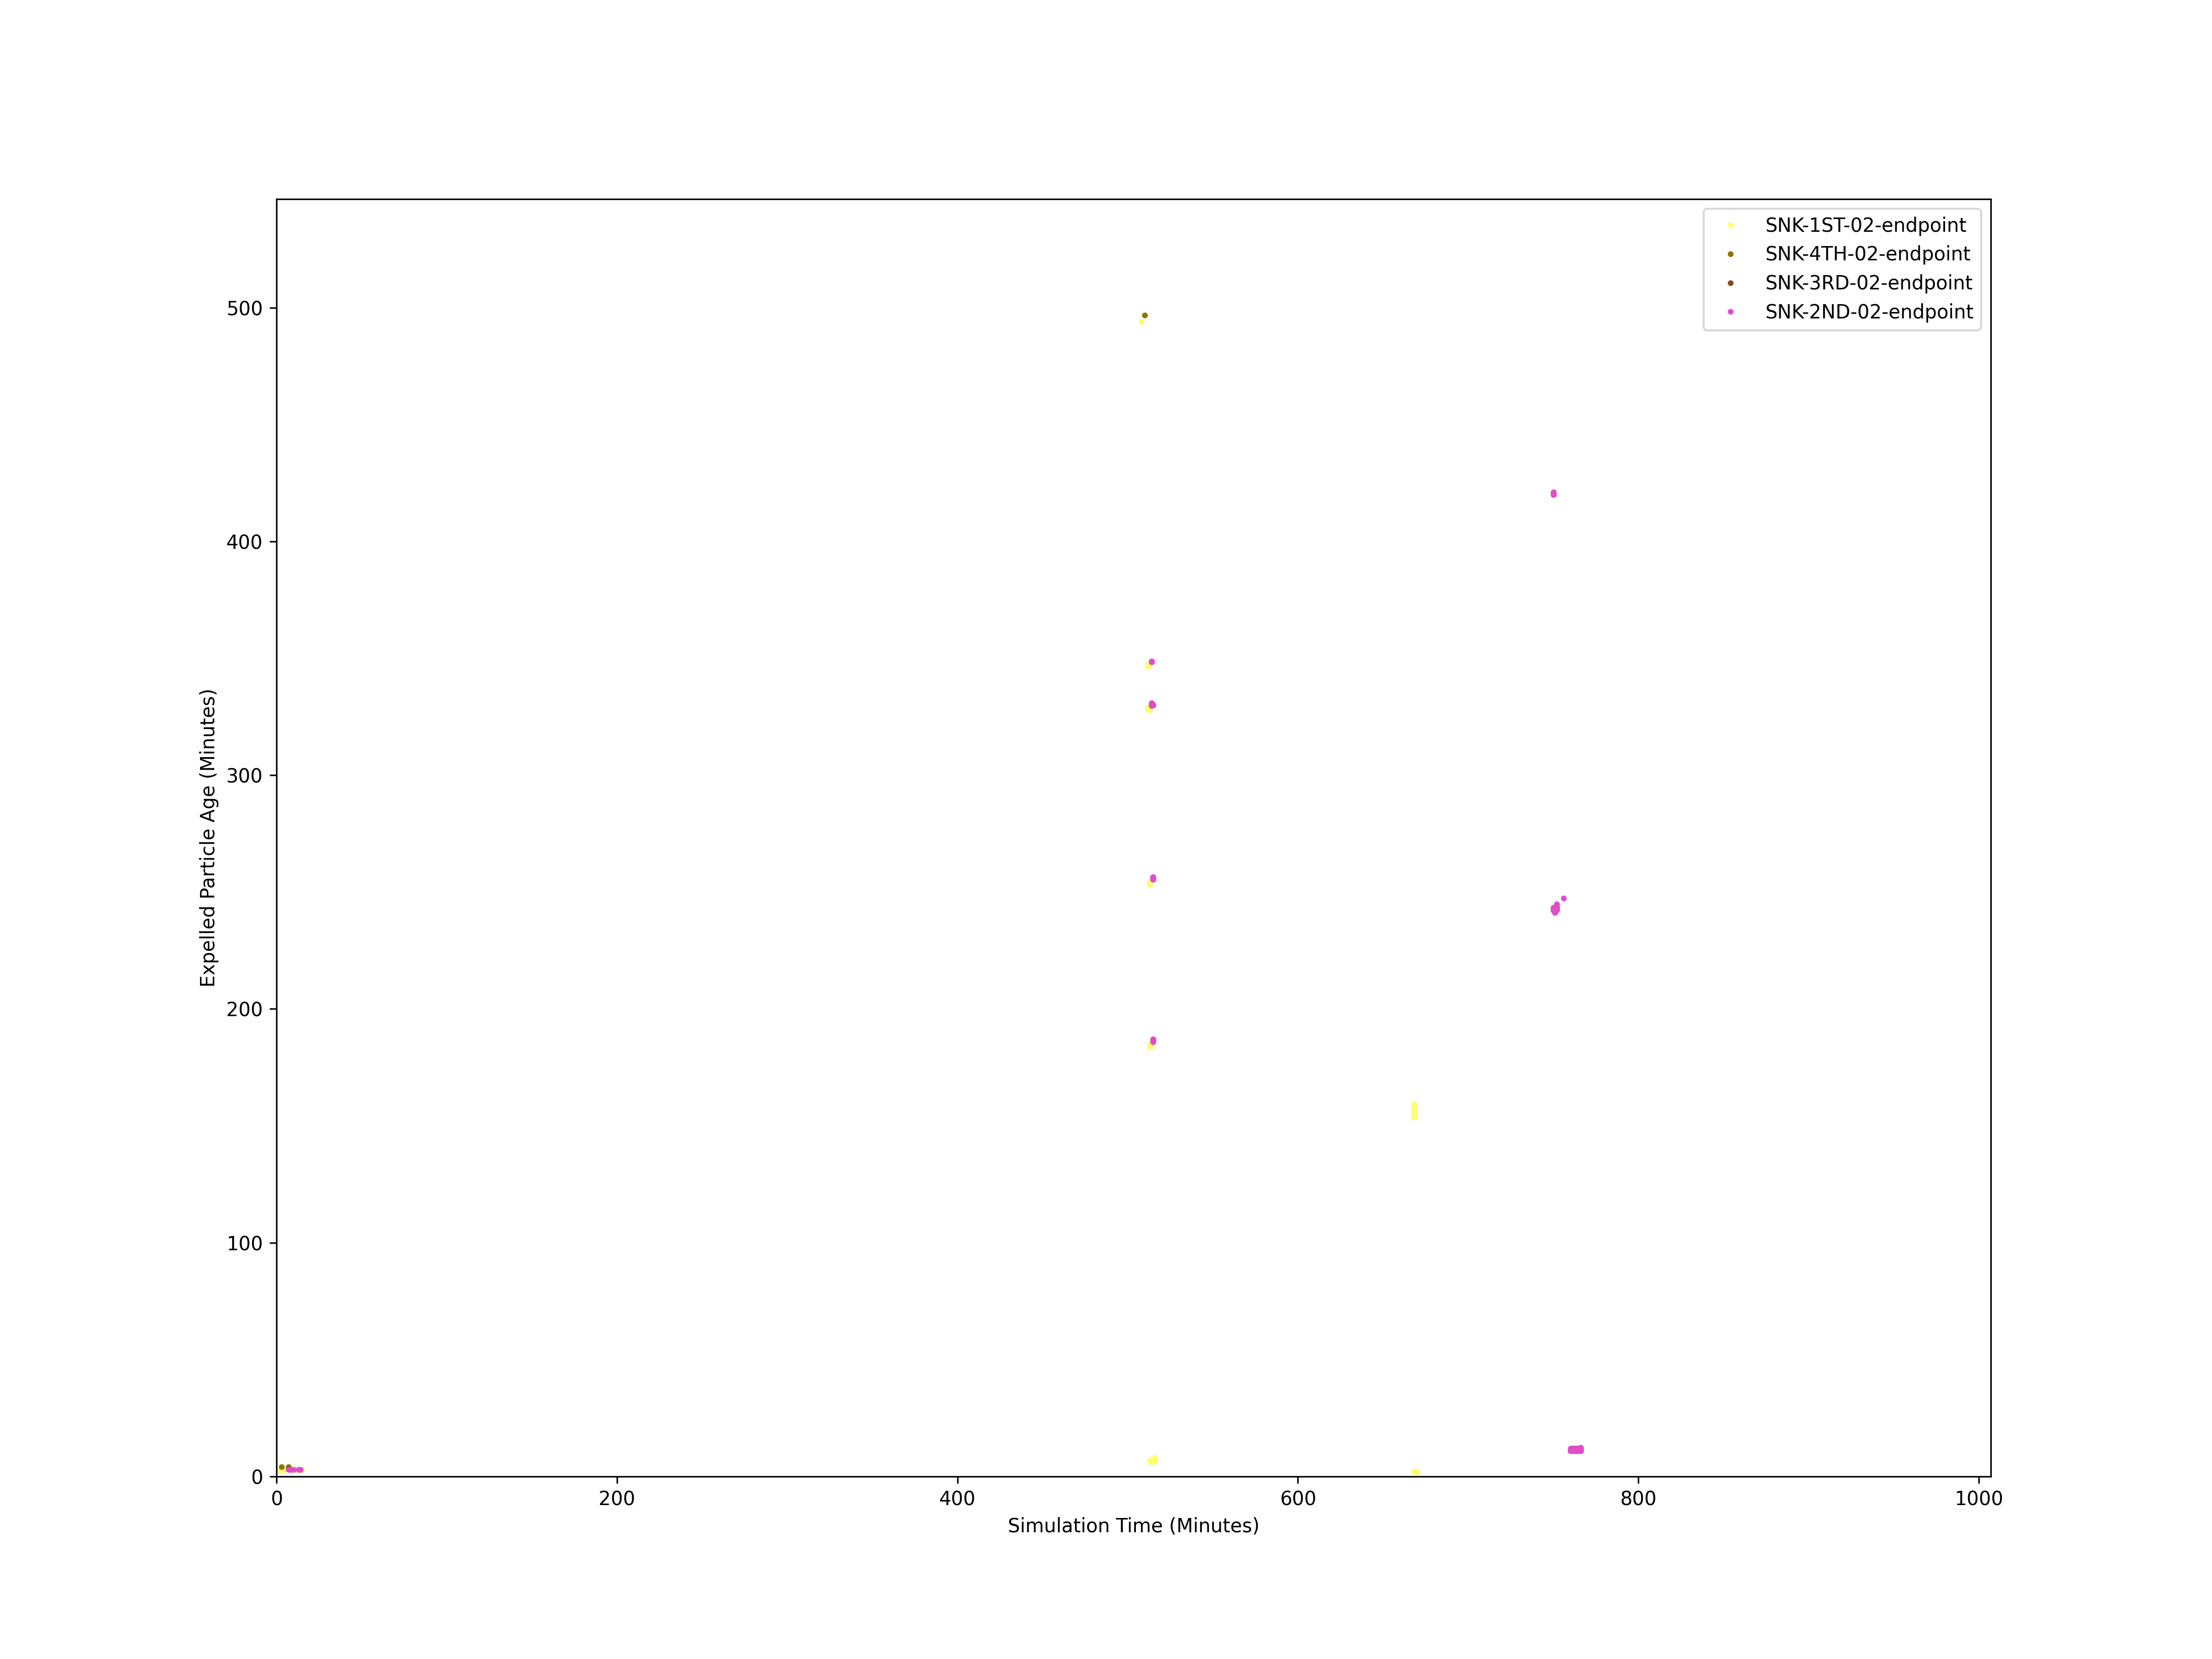 SNK-1ST-02-endpoint
SNK-4TH-02-endpoint
SNK-3RD-02-endpoint
SNK-2ND-02-endpoint
500
400
300
200
100
0
Expelled Particle Age (Minutes)
0 200 400 600 800 1000
Simulation Time (Minutes)